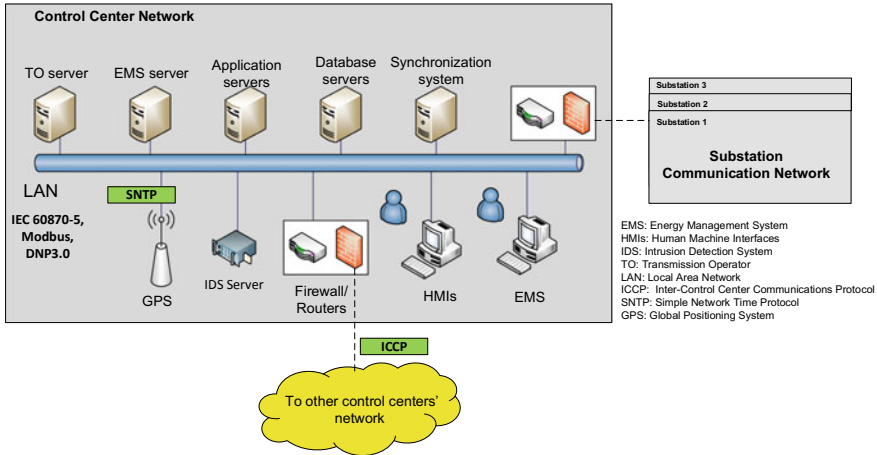 Control Center Network
TO server
EMS server
Application
servers
Database
servers
Synchronization
system
Substation 3
Substation 2
Substation 1
Substation
Communication Network
LAN
IEC 60870-5,
Modbus,
DNP3.0
SNTP
GPS
IDS Server
Firewall/
Routers
HMIs
EMS
EMS: Energy Management System
HMIs: Human Machine Interfaces
IDS: Intrusion Detection System
TO: Transmission Operator
LAN: Local Area Network
ICCP: Inter-Control Center Communications Protocol
SNTP: Simple Network Time Protocol
GPS: Global Positioning System
ICCP
To other control centers'
network